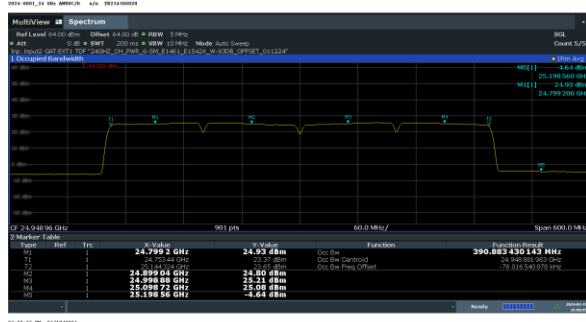 MultiView Spectrum
Ref Level 64.00 dBm Offset 64.00 dB RBW 5 MHz SGL
Att 0 dB SWT 200 ms VBW 10 MHz Mode Auto Sweep Count 5/5
1 Occupied Bandwidth 1Rm Avg
M5[1] -4.64 dBm
25.198 560 GHz
M1[1] 24.93 dBm
24.799 200 GHz
T1 M1 M2 M3 M4 T2
M5
CF 24.948 96 GHz 901 pts 60.0 MHz/ Span 600.0 MHz
2 Marker Table
Type Ref Trc X-Value Y-Value Function Function Result
M1 1 24.799 2 GHz 24.93 dBm Occ Bw 390.883 430 143 MHz
T1 1 24.753 44 GHz 23.37 dBm Occ Bw Centroid 24.948 881 983 GHz
T2 1 25.144 324 GHz 23.65 dBm Occ Bw Freq Offset -78.016 540 878 kHz
M2 1 24.899 04 GHz 24.80 dBm
M3 1 24.998 88 GHz 25.21 dBm
M4 1 25.098 72 GHz 25.08 dBm
M5 1 25.198 56 GHz -4.64 dBm
Ready